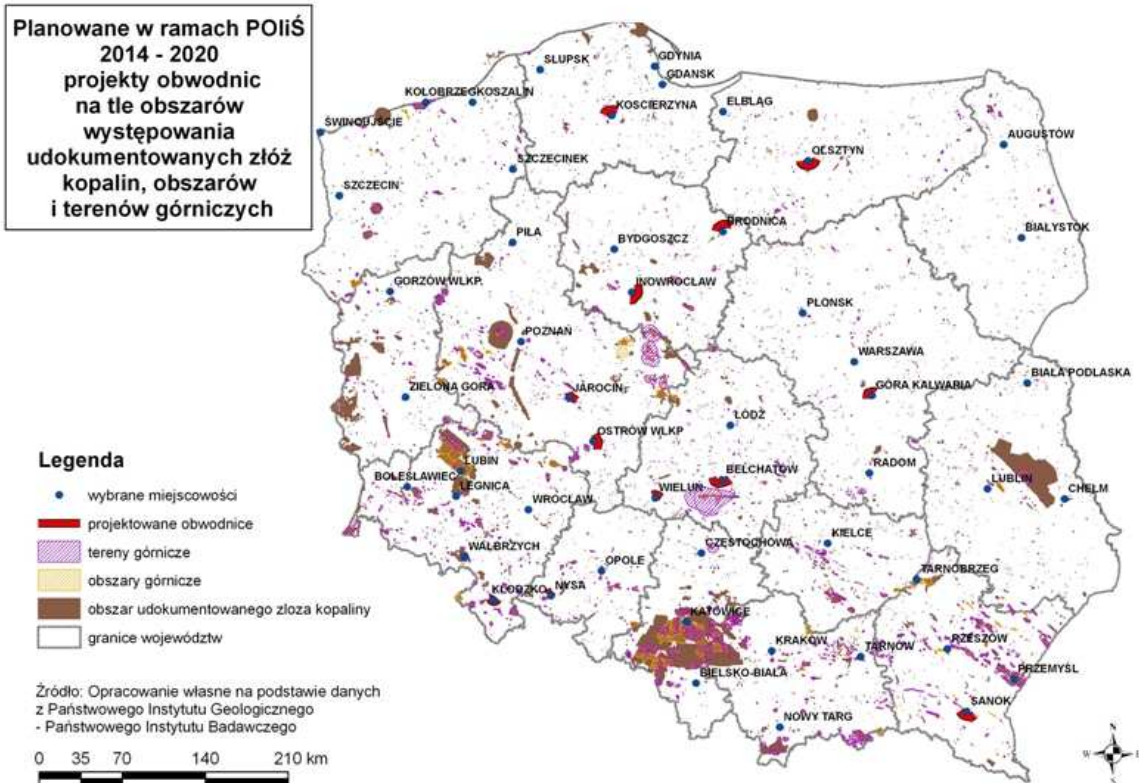 Planowane w ramach POIiŚ
2014 - 2020
projekty obwodnic
na tle obszarów
występowania
udokumentowanych złóż
kopalin, obszarów
i terenów górniczych
SŁUPSK
GDYNIA
GDAŃSK
KOŁOBRZEG
KOSZALIN
KOSCIERZYNA
ELBLĄG
ŚWINOUJŚCIE
AUGUSTÓW
OLSZTYN
SZCZECINEK
SZCZECIN
BRODNICA
PIŁA
BYDGOSZCZ
BIAŁYSTOK
GORZÓW WLKP.
INOWROCŁAW
PŁOŃSK
POZNAŃ
WARSZAWA
BIAŁA PODLASKA
ZIELONA GÓRA
JAROCIN
GÓRA KALWARIA
ŁÓDŹ
OSTRÓW WLKP
LUBIN
BOLESŁAWIEC
LEGNICA
WROCŁAW
WIELUŃ
BEŁCHATÓW
RADOM
LUBLIN
CHEŁM
WAŁBRZYCH
OPOLE
CZĘSTOCHOWA
KIELCE
TARNOBRZEG
KŁODZKO
NYSA
KATOWICE
KRAKÓW
TARNÓW
RZESZÓW
PRZEMYŚL
BIELSKO-BIAŁA
SANOK
NOWY TARG
Legenda
wybrane miejscowości
projektowane obwodnice
tereny górnicze
obszary górnicze
obszar udokumentowanego zloza kopaliny
granice województw
Źródło: Opracowanie własne na podstawie danych
z Państwowego Instytutu Geologicznego
- Państwowego Instytutu Badawczego
0 35 70 140 210 km
N
W E
S